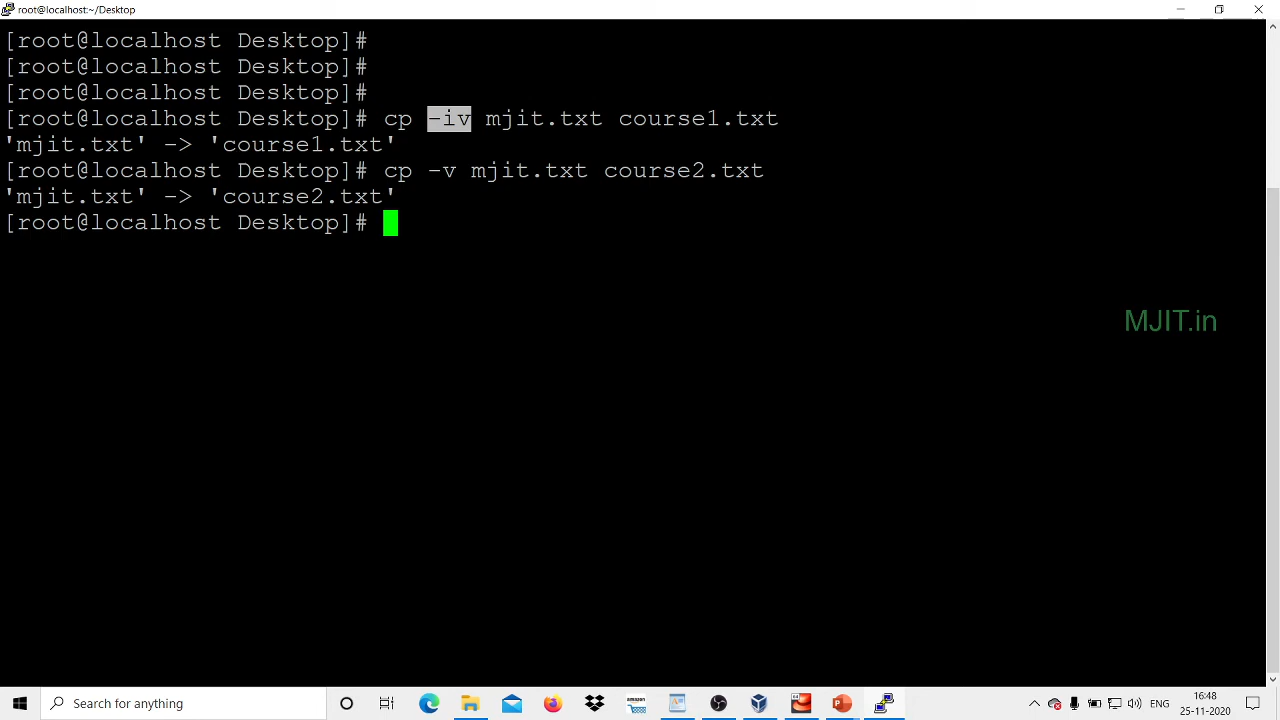 root@localhost:~/Desktop
[root@localhost Desktop]#
[root@localhost Desktop]#
[root@localhost Desktop]#
[root@localhost Desktop]# cp -iv mjit.txt course1.txt
'mjit.txt' -> 'course1.txt'
[root@localhost Desktop]# cp -v mjit.txt course2.txt
'mjit.txt' -> 'course2.txt'
[root@localhost Desktop]#
MJIT.in
Search for anything
amazon
ENG
16:48
25-11-2020